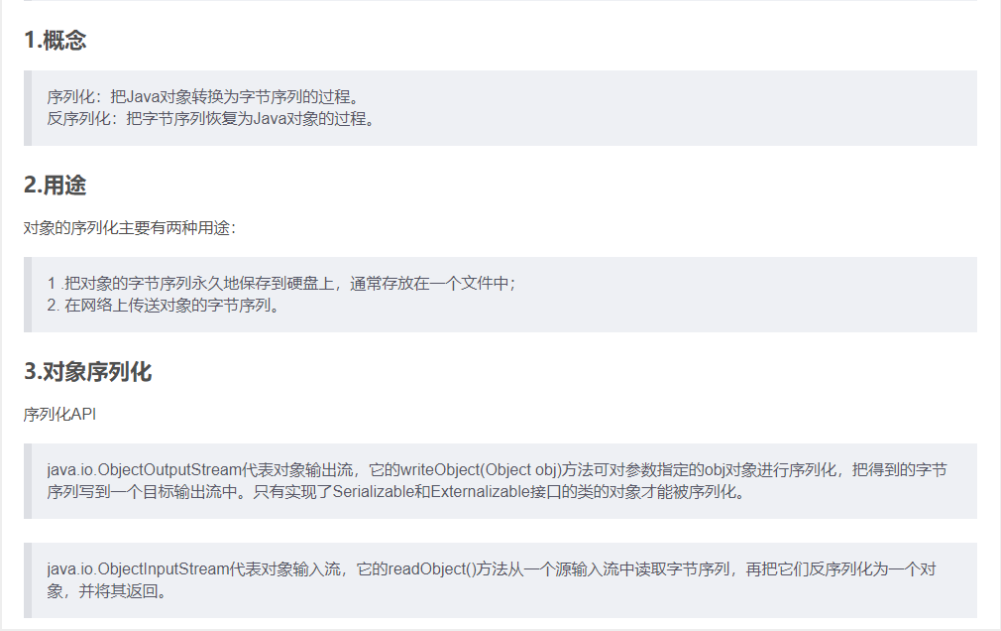 1.概念
序列化：把Java对象转换为字节序列的过程。
反序列化：把字节序列恢复为Java对象的过程。
2.用途
对象的序列化主要有两种用途：
1 .把对象的字节序列永久地保存到硬盘上，通常存放在一个文件中；
2. 在网络上传送对象的字节序列。
3.对象序列化
序列化API
java.io.ObjectOutputStream代表对象输出流，它的writeObject(Object obj)方法可对参数指定的obj对象进行序列化，把得到的字节
序列写到一个目标输出流中。只有实现了Serializable和Externalizable接口的类的对象才能被序列化。
java.io.ObjectInputStream代表对象输入流，它的readObject()方法从一个源输入流中读取字节序列，再把它们反序列化为一个对
象，并将其返回。